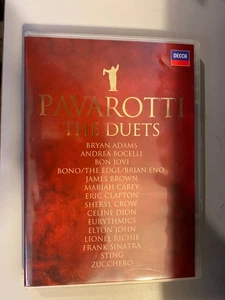 DECCA
PAVAROTTI
THE DUETS
BRYAN ADAMS
ANDREA BOCELLI
BON JOVI
BONO/THE EDGE/BRIAN ENO
JAMES BROWN
MARIAH CAREY
ERIC CLAPTON
SHERYL CROW
CELINE DION
EURYTHMICS
ELTON JOHN
LIONEL RICHIE
FRANK SINATRA
STING
ZUCCHERO